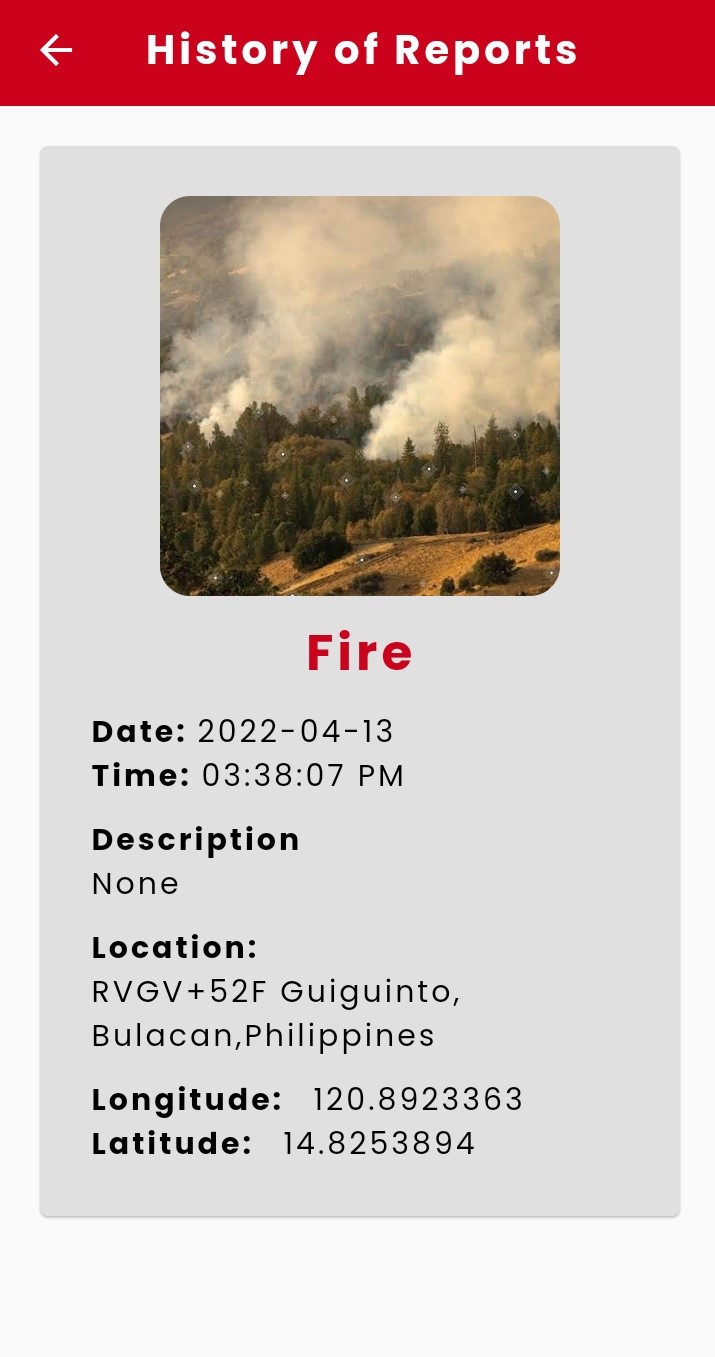 History of Reports
Fire
Date: 2022-04-13
Time: 03:38:07 PM
Description
None
Location:
RVGV+52F Guiguinto,
Bulacan,Philippines
Longitude: 120.8923363
Latitude: 14.8253894